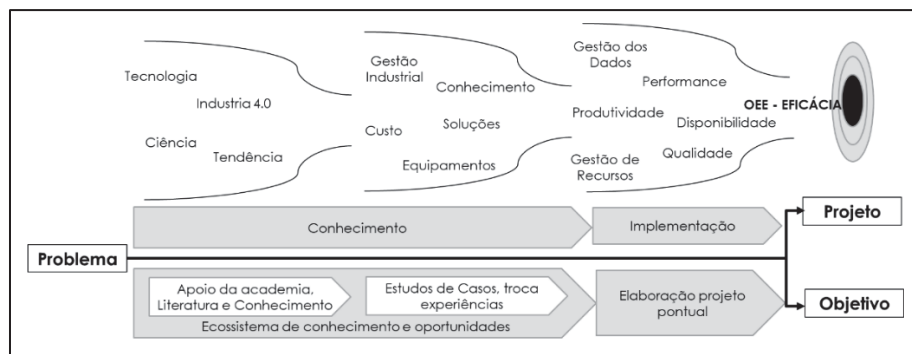 Tecnologia
Industria 4.0
Ciência
Tendência
Gestão
Industrial
Conhecimento
Custo
Soluções
Equipamentos
Gestão dos
Dados
Performance
Produtividade
Disponibilidade
Gestão de
Recursos
Qualidade
OEE - EFICÁCIA
Conhecimento
Implementação
Projeto
Problema
Apoio da academia,
Literatura e Conhecimento
Estudos de Casos, troca
experiências
Ecossistema de conhecimento e oportunidades
Elaboração projeto
pontual
Objetivo